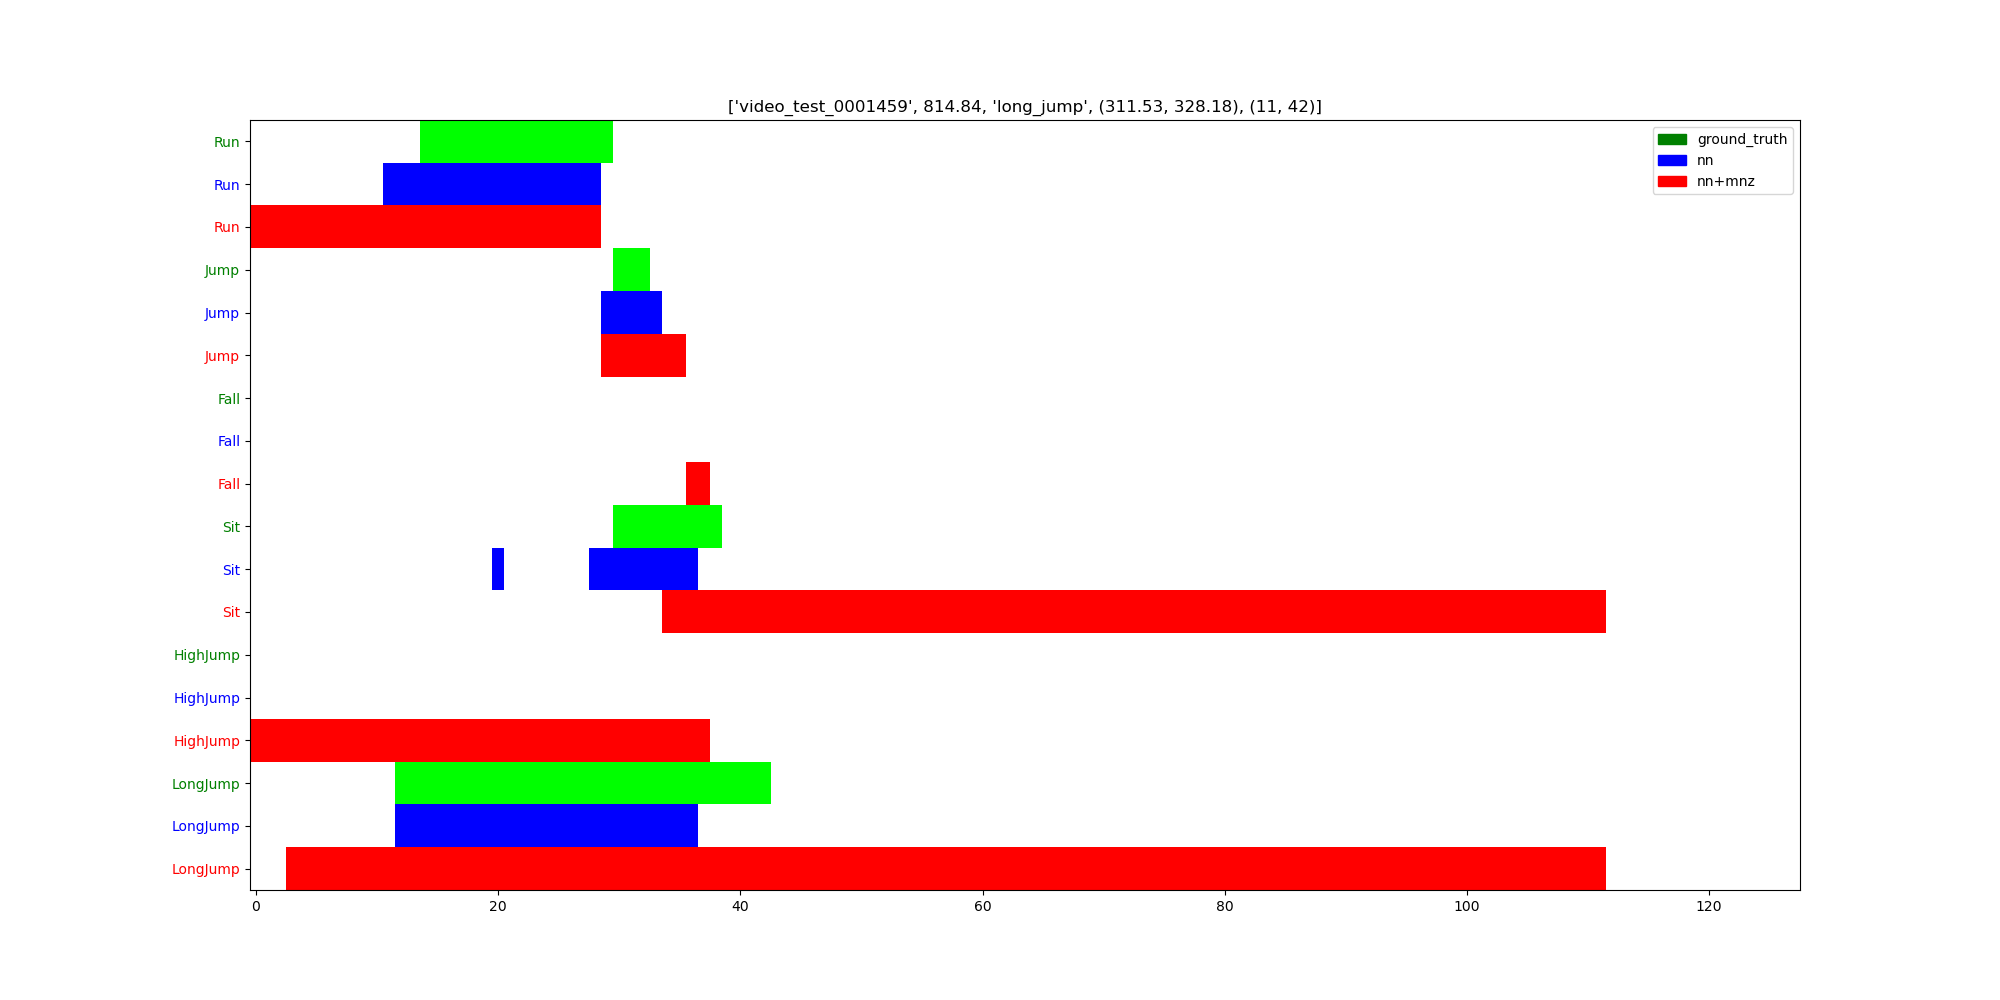 ['video_test_0001459', 814.84, 'long_jump', (311.53, 328.18), (11, 42)]
ground_truth
nn
nn+mnz
Run
Run
Run
Jump
Jump
Jump
Fall
Fall
Fall
Sit
Sit
Sit
HighJump
HighJump
HighJump
LongJump
LongJump
LongJump
0 20 40 60 80 100 120